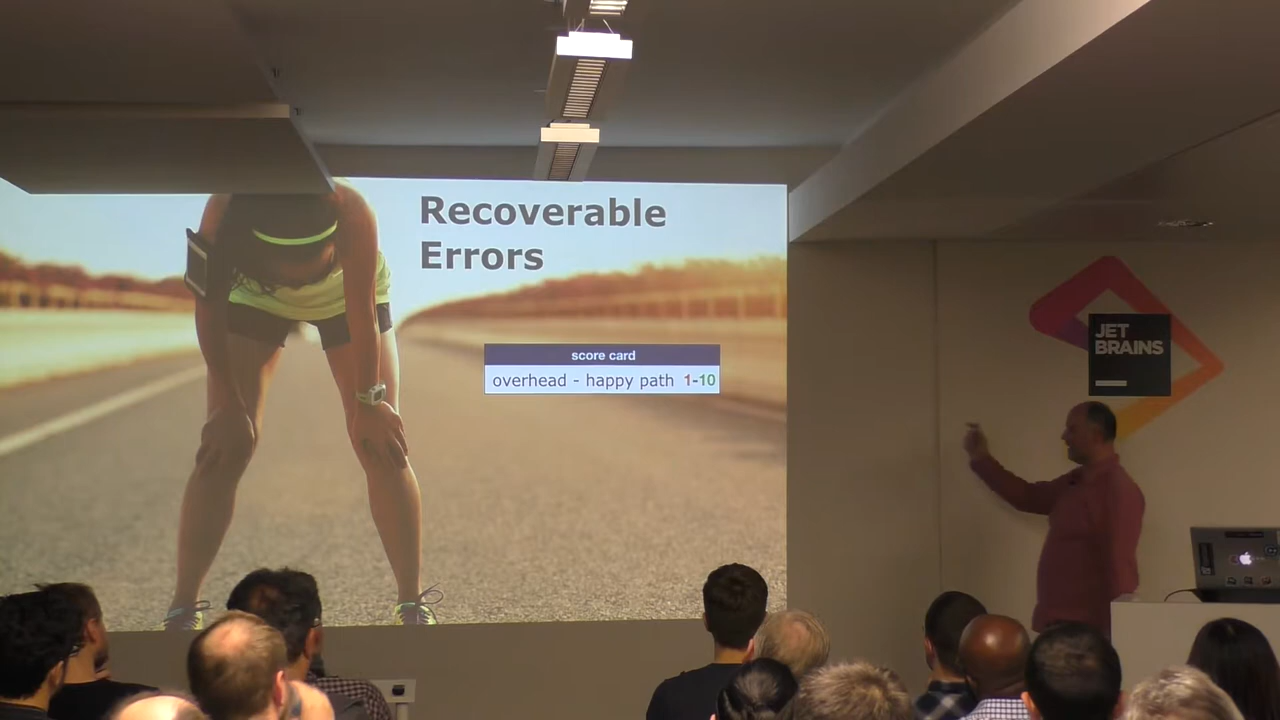 Recoverable
Errors
score card
overhead - happy path 1-10
JET
BRAINS